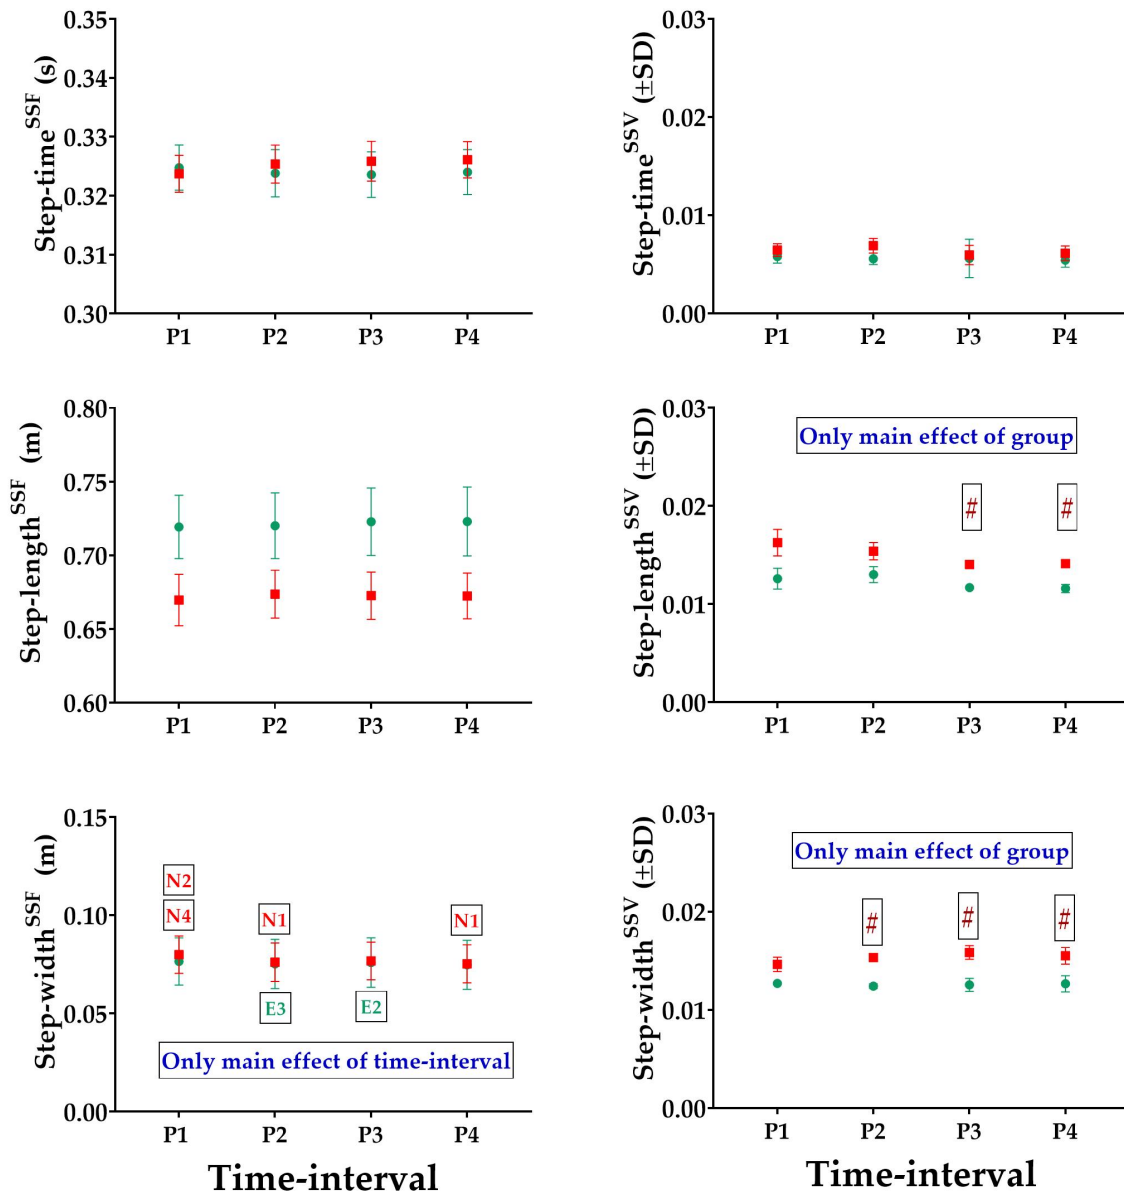 Step-time^SSF (s)
0.35
0.34
0.33
0.32
0.31
0.30
P1 P2 P3 P4
Step-time^SSV (±SD)
0.03
0.02
0.01
0.00
P1 P2 P3 P4
Step-length^SSF (m)
0.80
0.75
0.70
0.65
0.60
P1 P2 P3 P4
Step-length^SSV (±SD)
0.03
0.02
0.01
0.00
Only main effect of group
# #
P1 P2 P3 P4
Step-width^SSF (m)
0.15
0.10
0.05
0.00
N2
N4 N1 N1
E3 E2
Only main effect of time-interval
P1 P2 P3 P4
Time-interval
Step-width^SSV (±SD)
0.03
0.02
0.01
0.00
Only main effect of group
# # #
P1 P2 P3 P4
Time-interval